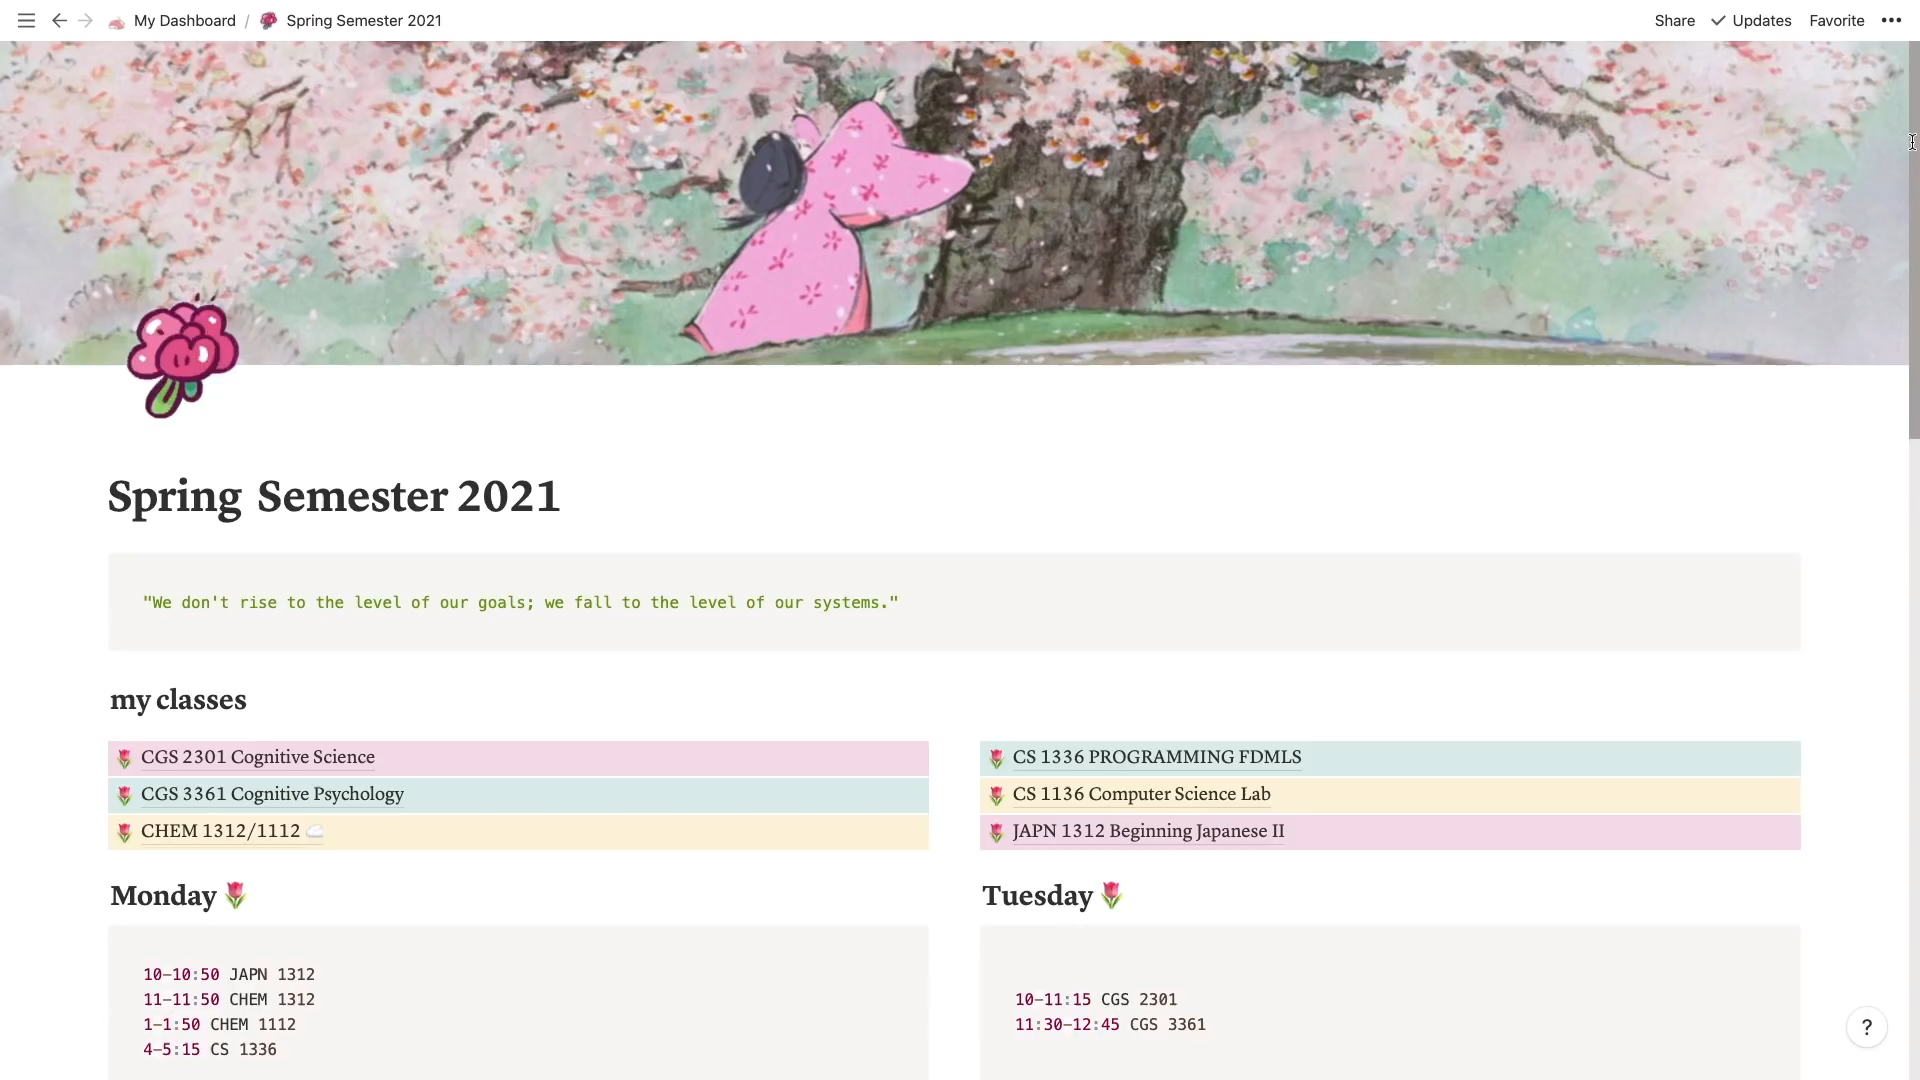 My Dashboard / Spring Semester 2021 Share Updates Favorite •••
Spring Semester 2021
"We don't rise to the level of our goals; we fall to the level of our systems."
my classes
CGS 2301 Cognitive Science
CGS 3361 Cognitive Psychology
CHEM 1312/1112
CS 1336 PROGRAMMING FDMLS
CS 1136 Computer Science Lab
JAPN 1312 Beginning Japanese II
Monday
10-10:50 JAPN 1312
11-11:50 CHEM 1312
1-1:50 CHEM 1112
4-5:15 CS 1336
Tuesday
10-11:15 CGS 2301
11:30-12:45 CGS 3361
?